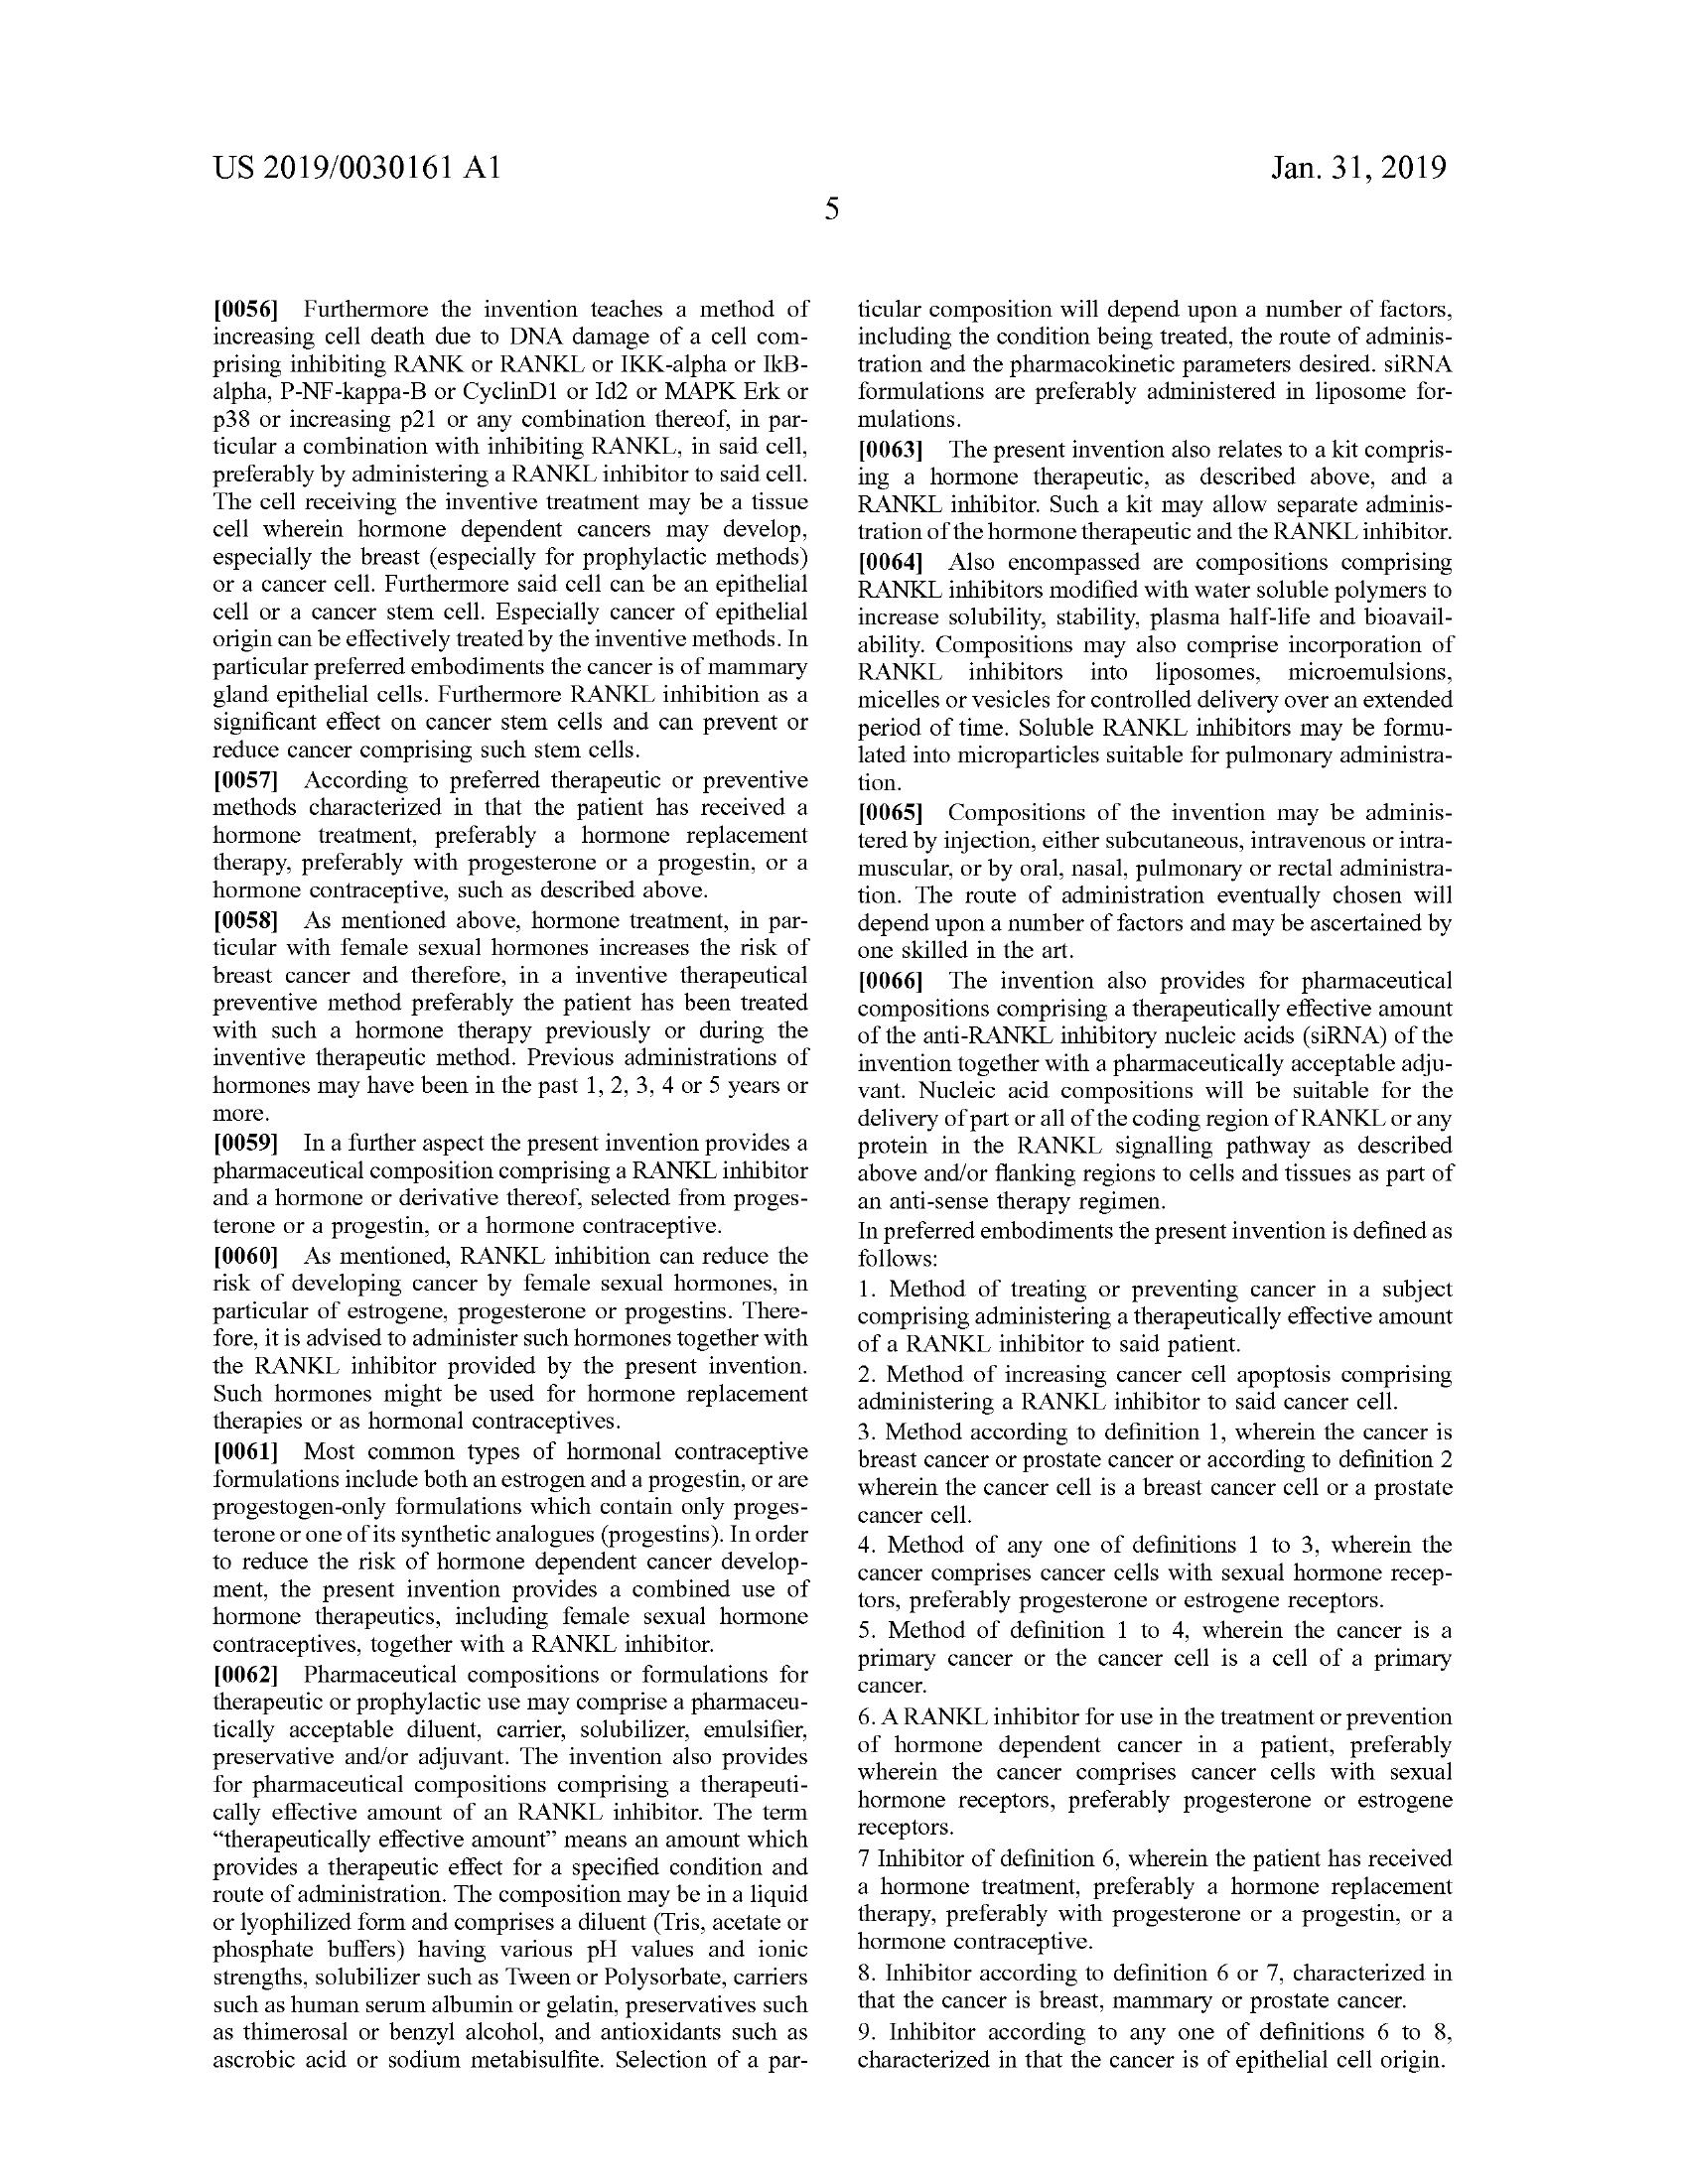 US 2019/0030161 A1
Jan. 31, 2019
5
[0056] Furthermore the invention teaches a method of
increasing cell death due to DNA damage of a cell com-
prising inhibiting RANK or RANKL or IKK-alpha or IkB-
alpha, P-NF-kappa-B or CyclinD1 or Id2 or MAPK Erk or
p38 or increasing p21 or any combination thereof, in par-
ticular a combination with inhibiting RANKL, in said cell,
preferably by administering a RANKL inhibitor to said cell.
The cell receiving the inventive treatment may be a tissue
cell wherein hormone dependent cancers may develop,
especially the breast (especially for prophylactic methods)
or a cancer cell. Furthermore said cell can be an epithelial
cell or a cancer stem cell. Especially cancer of epithelial
origin can be effectively treated by the inventive methods. In
particular preferred embodiments the cancer is of mammary
gland epithelial cells. Furthermore RANKL inhibition as a
significant effect on cancer stem cells and can prevent or
reduce cancer comprising such stem cells.
[0057] According to preferred therapeutic or preventive
methods characterized in that the patient has received a
hormone treatment, preferably a hormone replacement
therapy, preferably with progesterone or a progestin, or a
hormone contraceptive, such as described above.
[0058] As mentioned above, hormone treatment, in par-
ticular with female sexual hormones increases the risk of
breast cancer and therefore, in a inventive therapeutical
preventive method preferably the patient has been treated
with such a hormone therapy previously or during the
inventive therapeutic method. Previous administrations of
hormones may have been in the past 1, 2, 3, 4 or 5 years or
more.
[0059] In a further aspect the present invention provides a
pharmaceutical composition comprising a RANKL inhibitor
and a hormone or derivative thereof, selected from proges-
terone or a progestin, or a hormone contraceptive.
[0060] As mentioned, RANKL inhibition can reduce the
risk of developing cancer by female sexual hormones, in
particular of estrogene, progesterone or progestins. There-
fore, it is advised to administer such hormones together with
the RANKL inhibitor provided by the present invention.
Such hormones might be used for hormone replacement
therapies or as hormonal contraceptives.
[0061] Most common types of hormonal contraceptive
formulations include both an estrogen and a progestin, or are
progestogen-only formulations which contain only proges-
terone or one of its synthetic analogues (progestins). In order
to reduce the risk of hormone dependent cancer develop-
ment, the present invention provides a combined use of
hormone therapeutics, including female sexual hormone
contraceptives, together with a RANKL inhibitor.
[0062] Pharmaceutical compositions or formulations for
therapeutic or prophylactic use may comprise a pharmaceu-
tically acceptable diluent, carrier, solubilizer, emulsifier,
preservative and/or adjuvant. The invention also provides
for pharmaceutical compositions comprising a therapeuti-
cally effective amount of an RANKL inhibitor. The term
“therapeutically effective amount” means an amount which
provides a therapeutic effect for a specified condition and
route of administration. The composition may be in a liquid
or lyophilized form and comprises a diluent (Tris, acetate or
phosphate buffers) having various pH values and ionic
strengths, solubilizer such as Tween or Polysorbate, carriers
such as human serum albumin or gelatin, preservatives such
as thimerosal or benzyl alcohol, and antioxidants such as
ascrobic acid or sodium metabisulfite. Selection of a par-
ticular composition will depend upon a number of factors,
including the condition being treated, the route of adminis-
tration and the pharmacokinetic parameters desired. siRNA
formulations are preferably administered in liposome for-
mulations.
[0063] The present invention also relates to a kit compris-
ing a hormone therapeutic, as described above, and a
RANKL inhibitor. Such a kit may allow separate adminis-
tration of the hormone therapeutic and the RANKL inhibitor.
[0064] Also encompassed are compositions comprising
RANKL inhibitors modified with water soluble polymers to
increase solubility, stability, plasma half-life and bioavail-
ability. Compositions may also comprise incorporation of
RANKL inhibitors into liposomes, microemulsions,
micelles or vesicles for controlled delivery over an extended
period of time. Soluble RANKL inhibitors may be formu-
lated into microparticles suitable for pulmonary administra-
tion.
[0065] Compositions of the invention may be adminis-
tered by injection, either subcutaneous, intravenous or intra-
muscular, or by oral, nasal, pulmonary or rectal administra-
tion. The route of administration eventually chosen will
depend upon a number of factors and may be ascertained by
one skilled in the art.
[0066] The invention also provides for pharmaceutical
compositions comprising a therapeutically effective amount
of the anti-RANKL inhibitory nucleic acids (siRNA) of the
invention together with a pharmaceutically acceptable adju-
vant. Nucleic acid compositions will be suitable for the
delivery of part or all of the coding region of RANKL or any
protein in the RANKL signalling pathway as described
above and/or flanking regions to cells and tissues as part of
an anti-sense therapy regimen.
In preferred embodiments the present invention is defined as
follows:
1. Method of treating or preventing cancer in a subject
comprising administering a therapeutically effective amount
of a RANKL inhibitor to said patient.
2. Method of increasing cancer cell apoptosis comprising
administering a RANKL inhibitor to said cancer cell.
3. Method according to definition 1, wherein the cancer is
breast cancer or prostate cancer or according to definition 2
wherein the cancer cell is a breast cancer cell or a prostate
cancer cell.
4. Method of any one of definitions 1 to 3, wherein the
cancer comprises cancer cells with sexual hormone recep-
tors, preferably progesterone or estrogene receptors.
5. Method of definition 1 to 4, wherein the cancer is a
primary cancer or the cancer cell is a cell of a primary
cancer.
6. A RANKL inhibitor for use in the treatment or prevention
of hormone dependent cancer in a patient, preferably
wherein the cancer comprises cancer cells with sexual
hormone receptors, preferably progesterone or estrogene
receptors.
7 Inhibitor of definition 6, wherein the patient has received
a hormone treatment, preferably a hormone replacement
therapy, preferably with progesterone or a progestin, or a
hormone contraceptive.
8. Inhibitor according to definition 6 or 7, characterized in
that the cancer is breast, mammary or prostate cancer.
9. Inhibitor according to any one of definitions 6 to 8,
characterized in that the cancer is of epithelial cell origin.